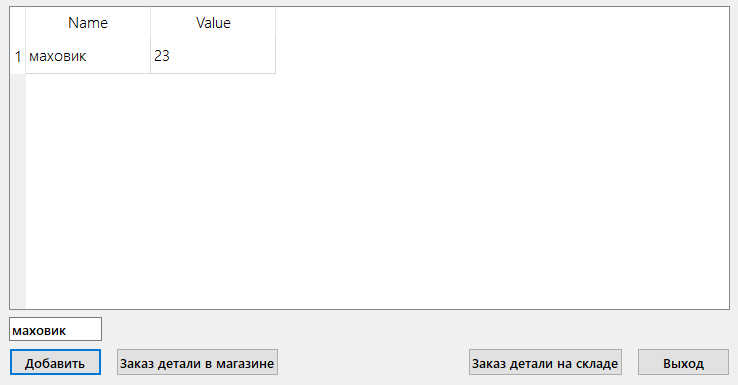 Name Value
1 маховик 23
маховик
Добавить Заказ детали в магазине Заказ детали на складе Выход